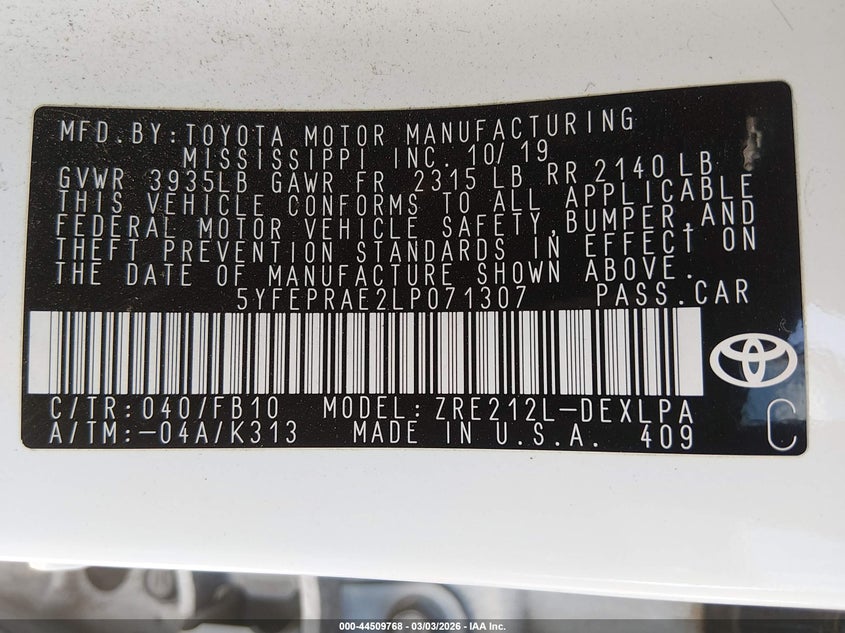 MFD.BY:TOYOTA MOTOR MANUFACTURING
MISSISSIPPI INC. 10/19
GVWR 3935LB GAWR FR 2315 LB RR 2140 LB
THIS VEHICLE CONFORMS TO ALL APPLICABLE
FEDERAL MOTOR VEHICLE SAFETY,BUMPER,AND
THEFT PREVENTION STANDARDS IN EFFECT ON
THE DATE OF MANUFACTURE SHOWN ABOVE.
5YFEPRAE2LP071307 PASS.CAR
C/TR:040/FB10 MODEL:ZRE212L-DEXLPA
A/TM:-04A/K313 MADE IN U.S.A. 409 C
000-44509768 - 03/03/2026 - IAA Inc.